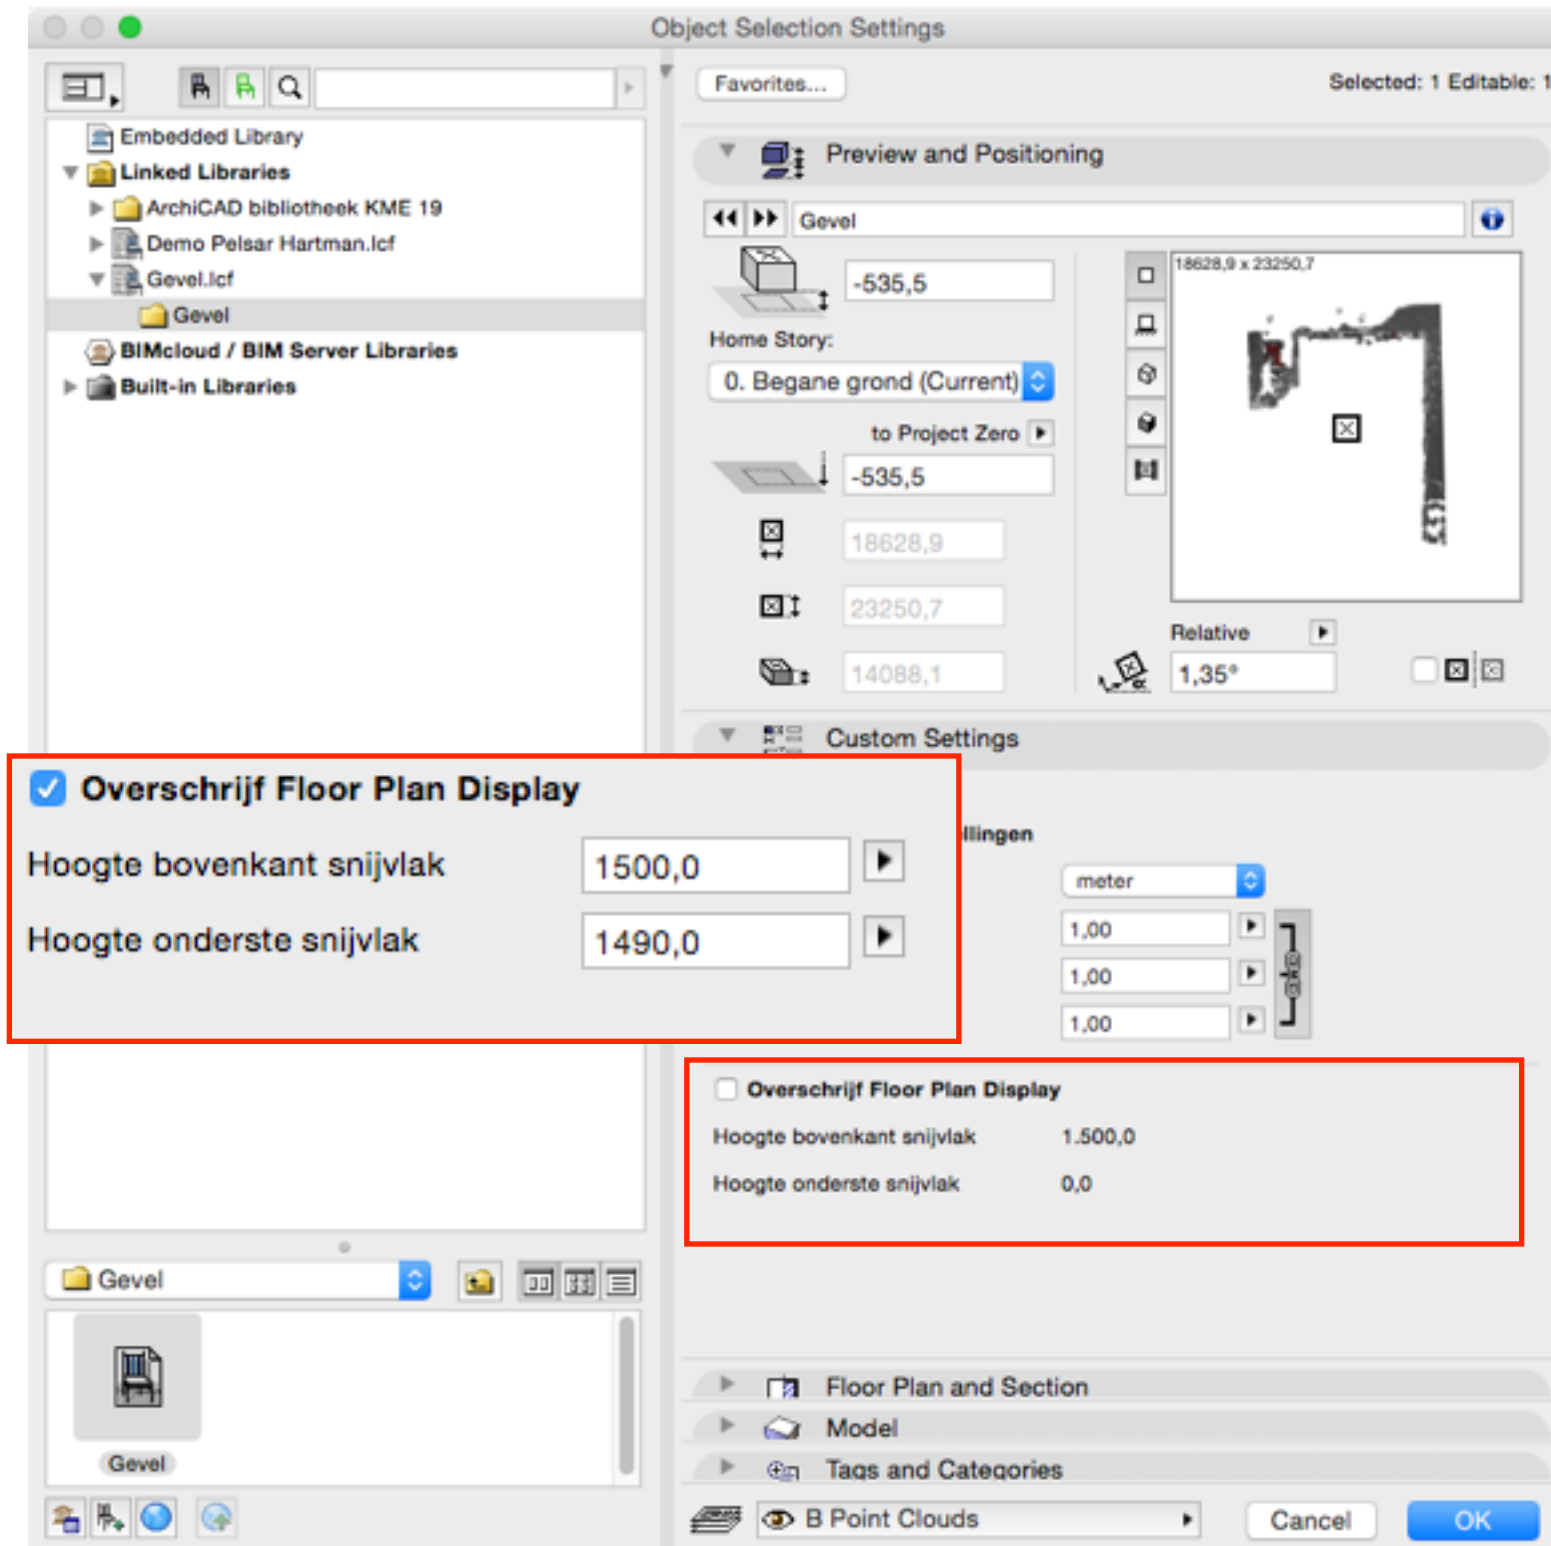 Object Selection Settings
Favorites...
Selected: 1 Editable: 1
Embedded Library
Linked Libraries
ArchiCAD bibliotheek KME 19
Demo Pelsar Hartman.lcf
Gevel.lcf
Gevel
BIMcloud / BIM Server Libraries
Built-in Libraries
Preview and Positioning
Gevel
-535,5
Home Story:
0. Begane grond (Current)
to Project Zero
-535,5
18628,9
23250,7
14088,1
18628,9 x 23250,7
Relative
1,35°
α
Custom Settings
Overschrijf Floor Plan Display
Hoogte bovenkant snijvlak 1500,0
Hoogte onderste snijvlak 1490,0
llingen
meter
1,00
1,00
1,00
Overschrijf Floor Plan Display
Hoogte bovenkant snijvlak 1.500,0
Hoogte onderste snijvlak 0,0
Gevel
Gevel
Floor Plan and Section
Model
Tags and Categories
B Point Clouds
Cancel
OK